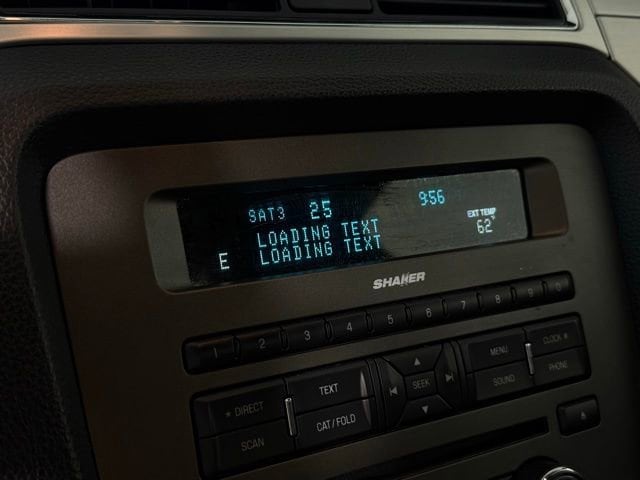 SAT3 25 9:56
EXT TEMP
LOADING TEXT 62°
E LOADING TEXT
SHAKER
1 2 3 4 5 6 7 8 9 0
MENU CLOCK
TEXT SEEK SOUND PHONE
DIRECT
CAT/FOLD
SCAN